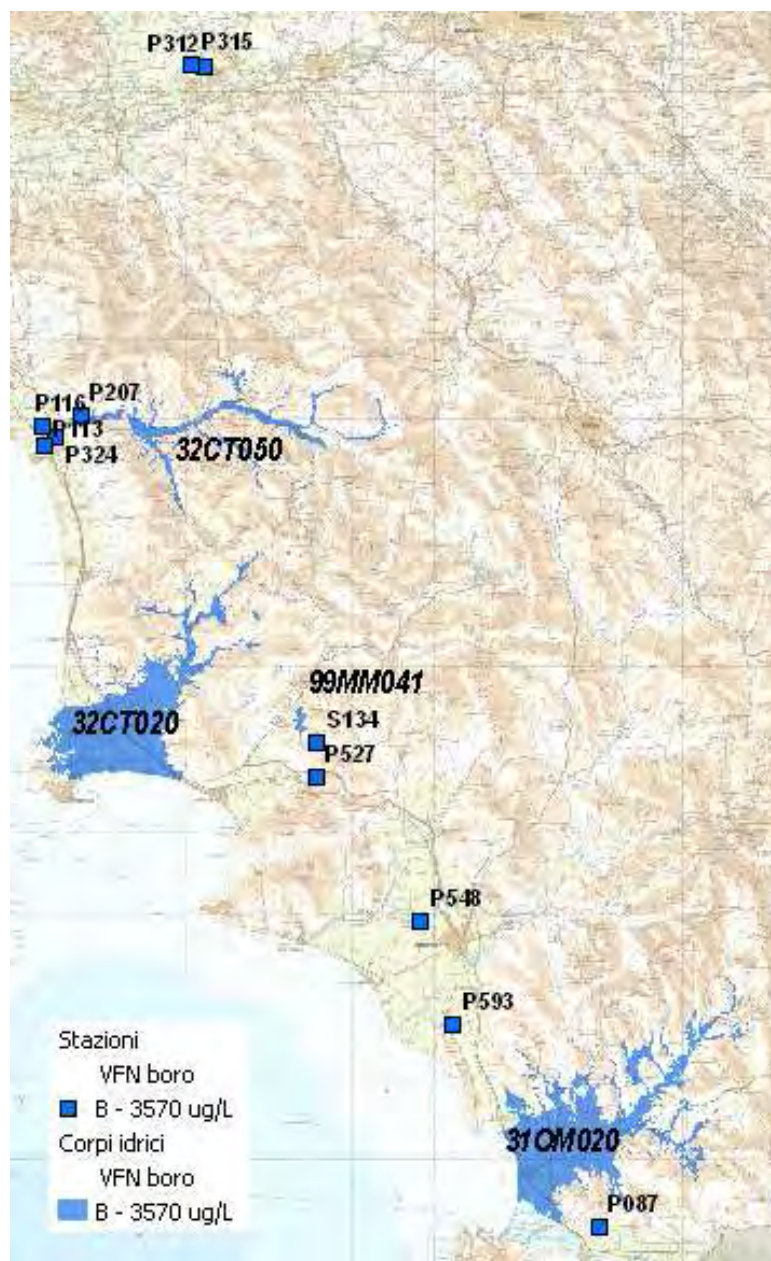 P312 P315
P207
P116
P113
P324
32CT050
99MM041
S134
32CT020
P527
P548
P593
31OM020
P087
Stazioni
VFN boro
B - 3570 ug/L
Corpi idrici
VFN boro
B - 3570 ug/L